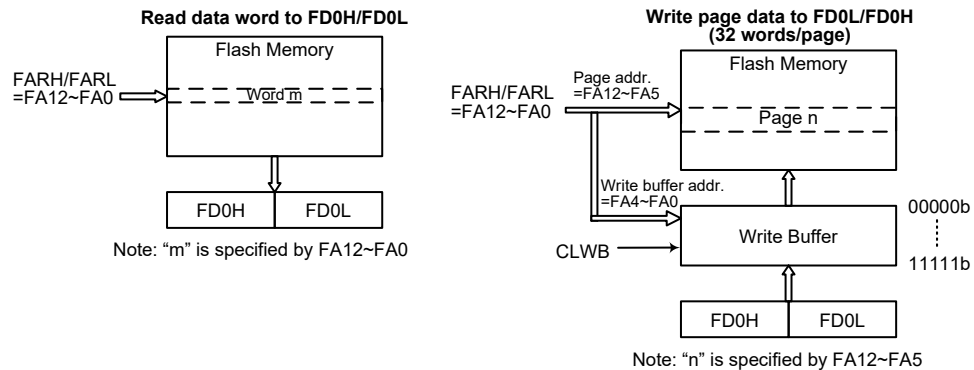 Read data word to FD0H/FD0L
Flash Memory
FARH/FARL
=FA12~FA0
Word m
FD0H
FD0L
Note: “m” is specified by FA12~FA0
Write page data to FD0L/FD0H
(32 words/page)
Flash Memory
Page addr.
=FA12~FA5
FARH/FARL
=FA12~FA0
Page n
Write buffer addr.
=FA4~FA0
00000b
Write Buffer
CLWB
11111b
FD0H
FD0L
Note: “n” is specified by FA12~FA5